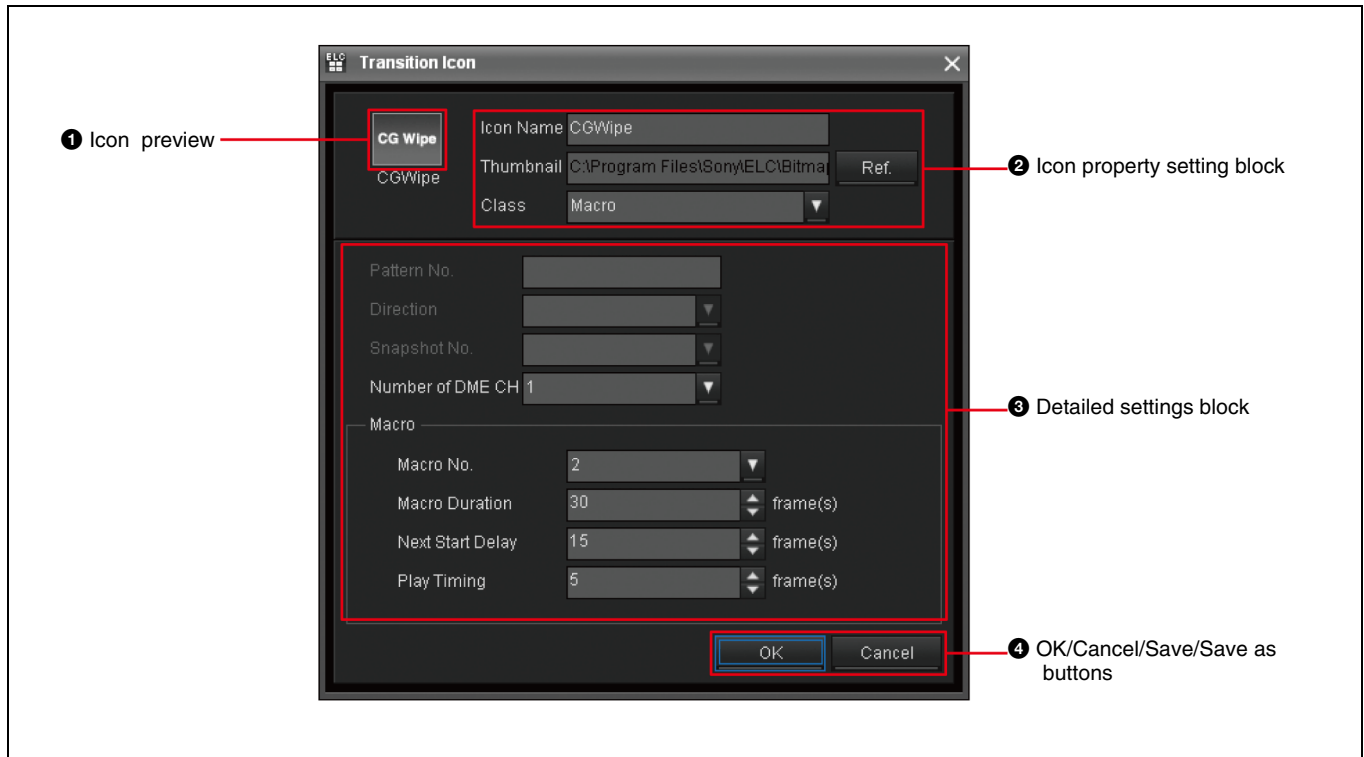 ELC Transition Icon
❶ Icon preview
CG Wipe
CGWipe
Icon Name CGWipe
Thumbnail C:\Program Files\Sony\ELC\Bitma Ref.
Class Macro
❷ Icon property setting block
Pattern No.
Direction
Snapshot No.
Number of DME CH 1
Macro
Macro No. 2
Macro Duration 30 frame(s)
Next Start Delay 15 frame(s)
Play Timing 5 frame(s)
❸ Detailed settings block
OK Cancel
❹ OK/Cancel/Save/Save as
buttons